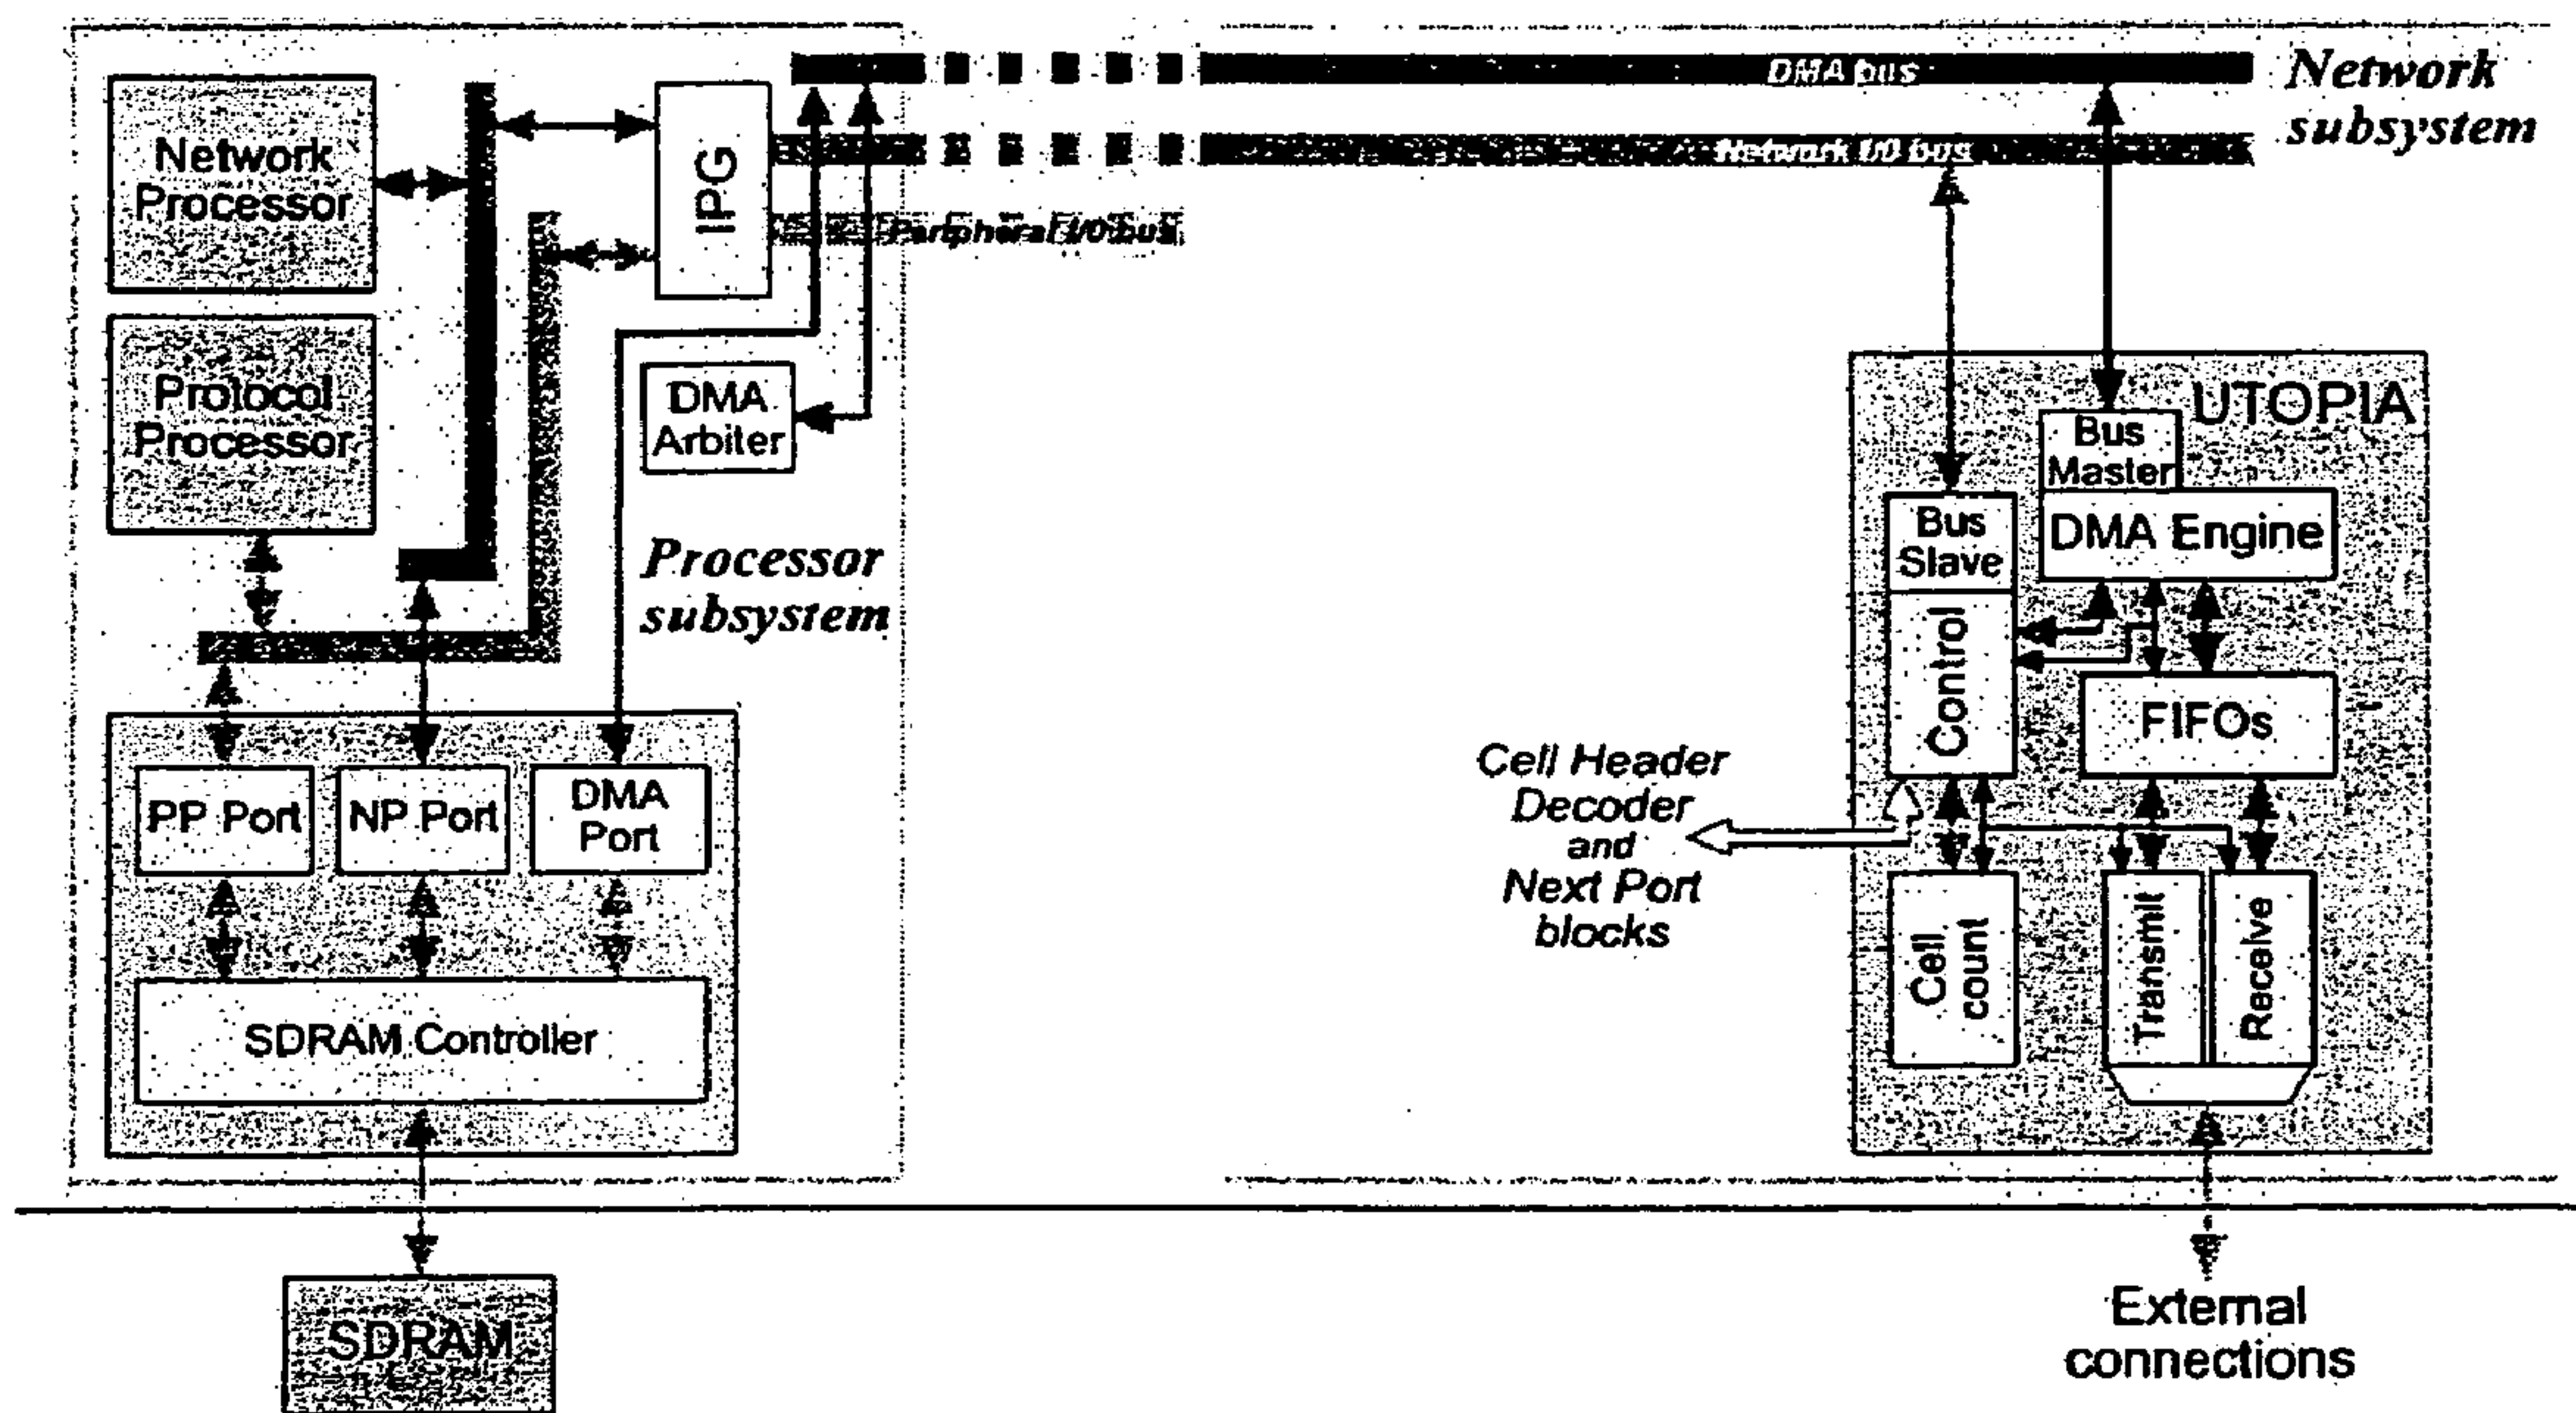 DMA bus
Network
subsystem
Network I/O bus
Peripheral I/O bus
Network
Processor
IPG
Protocol
Processor
DMA
Arbiter
Processor
subsystem
PP Port
NP Port
DMA
Port
SDRAM Controller
SDRAM
UTOPIA
Bus
Master
DMA Engine
Bus
Slave
Control
FIFOs
Cell Header
Decoder
and
Next Port
blocks
Cell
count
Transmit
Receive
External
connections